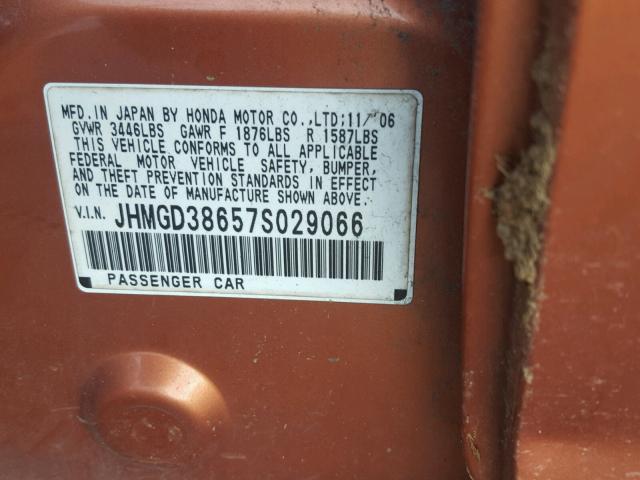 MFD. IN JAPAN BY HONDA MOTOR CO., LTD; 11/ '06
GVWR 3446LBS GAWR F 1876LBS R 1587LBS
THIS VEHICLE CONFORMS TO ALL APPLICABLE
FEDERAL MOTOR VEHICLE SAFETY, BUMPER,
AND THEFT PREVENTION STANDARDS IN EFFECT
ON THE DATE OF MANUFACTURE SHOWN ABOVE.
V.I.N. JHMGD38657S029066
PASSENGER CAR